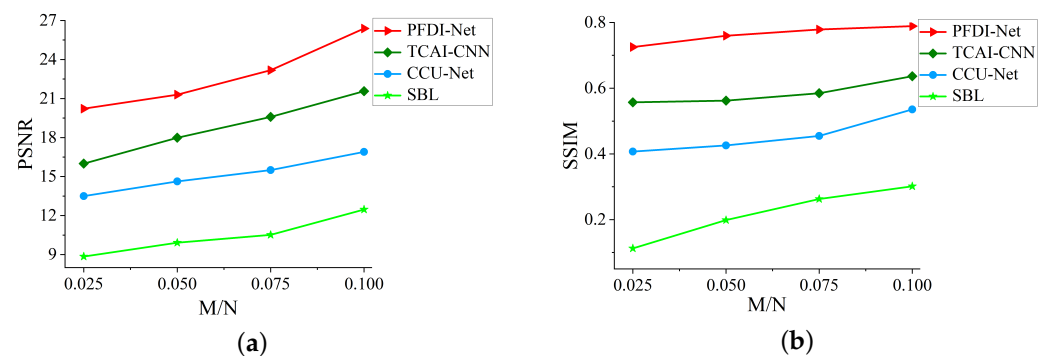 27
24
21
18
15
12
9
PSNR
0.025 0.050 0.075 0.100
M/N
PFDI-Net
TCAI-CNN
CCU-Net
SBL
(a)
0.8
0.6
0.4
0.2
SSIM
0.025 0.050 0.075 0.100
M/N
PFDI-Net
TCAI-CNN
CCU-Net
SBL
(b)